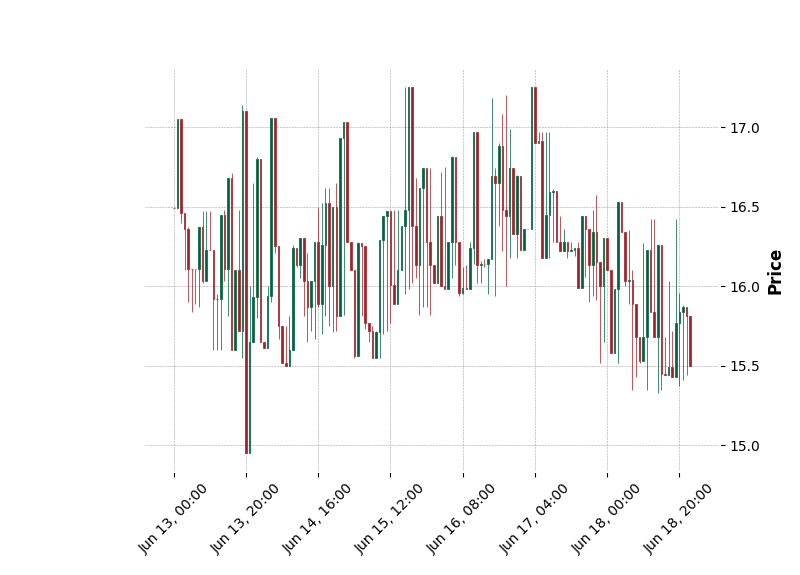 17.0
16.5
16.0
15.5
15.0
Price
Jun 13, 00:00
Jun 13, 20:00
Jun 14, 16:00
Jun 15, 12:00
Jun 16, 08:00
Jun 17, 04:00
Jun 18, 00:00
Jun 18, 20:00